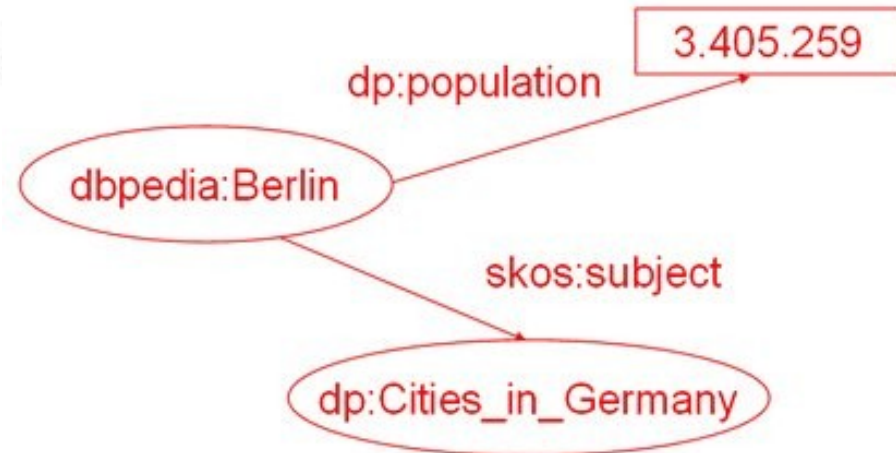 3.405.259
dp:population
dbpedia:Berlin
skos:subject
dp:Cities_in_Germany